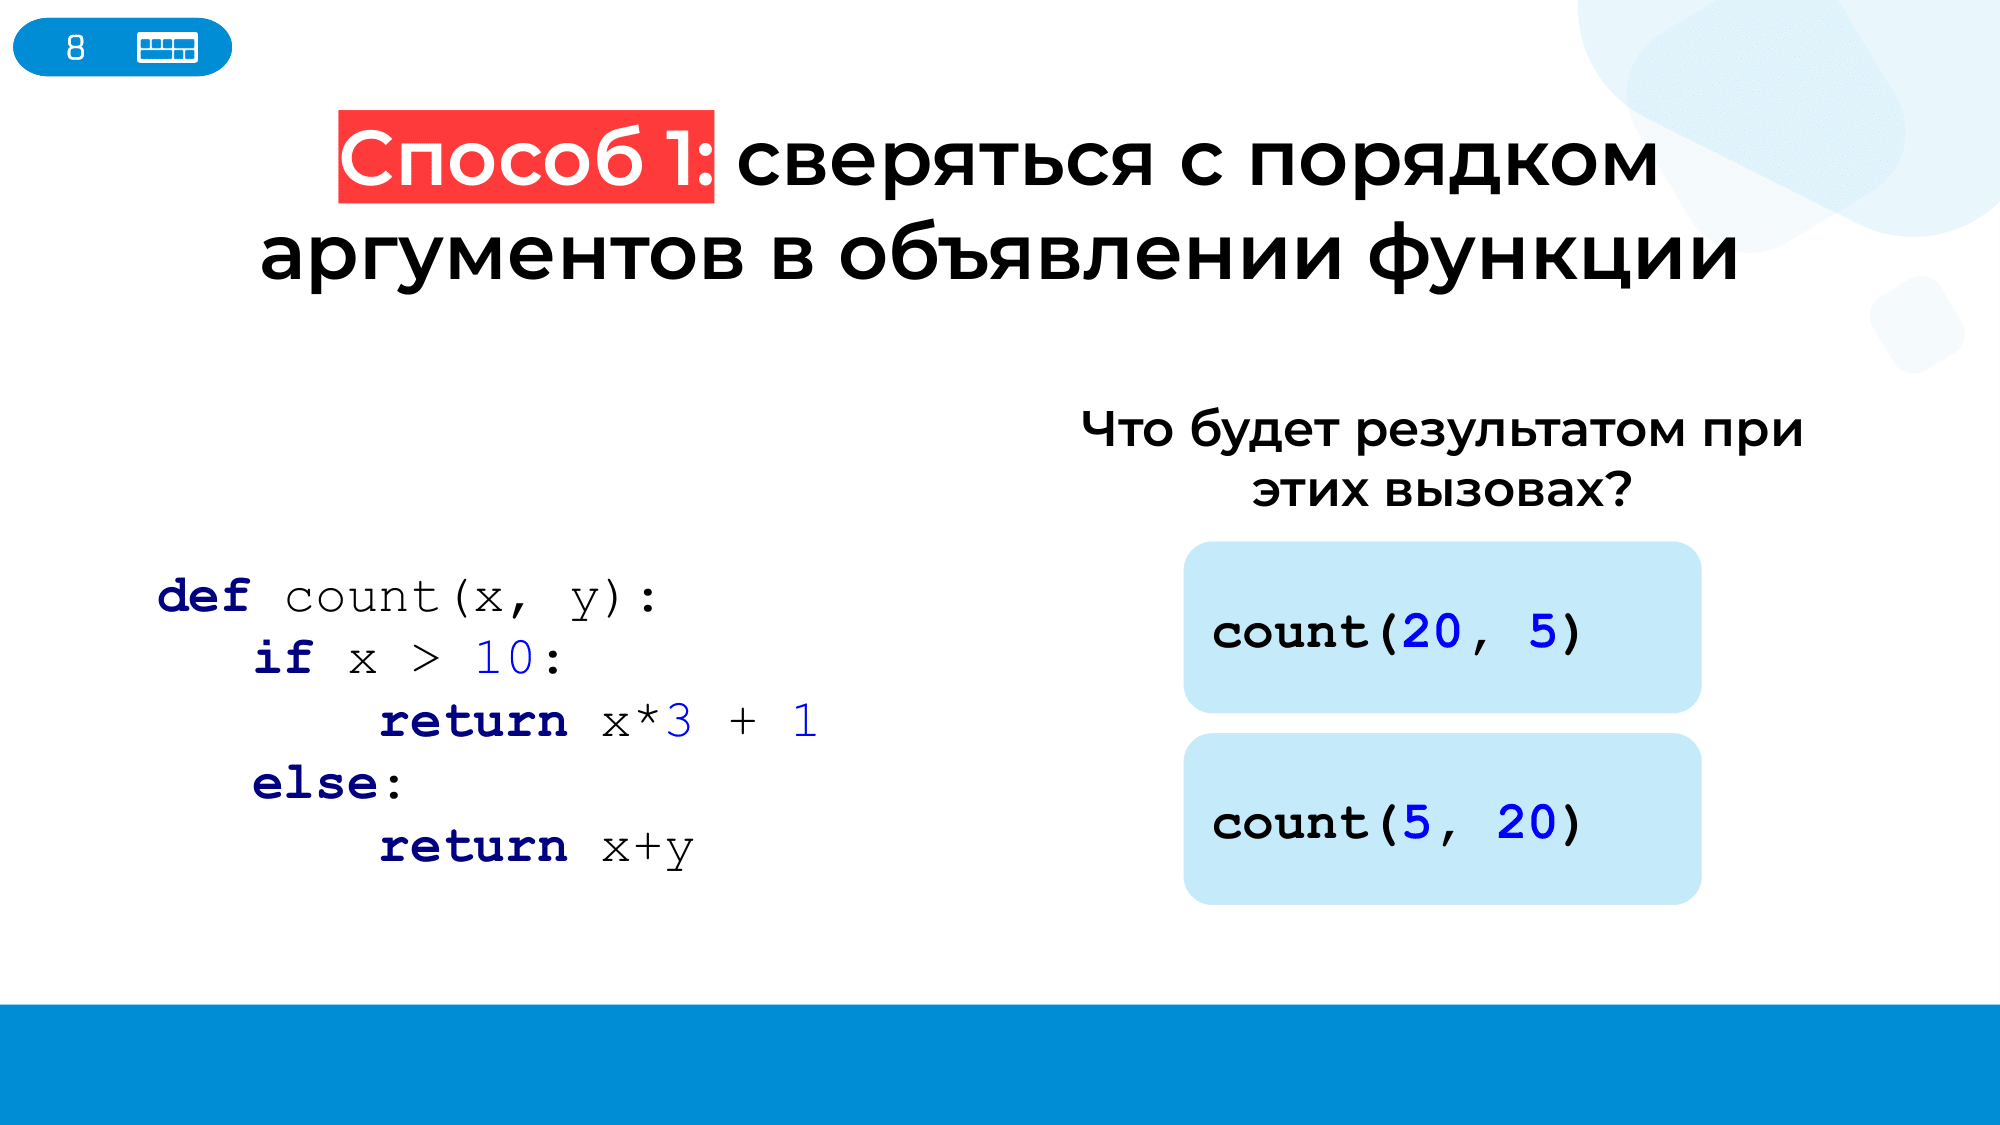 8
Способ 1: сверяться с порядком
аргументов в объявлении функции
def count(x, y):
    if x > 10:
        return x*3 + 1
    else:
        return x+y
Что будет результатом при
этих вызовах?
count(20, 5)
count(5, 20)